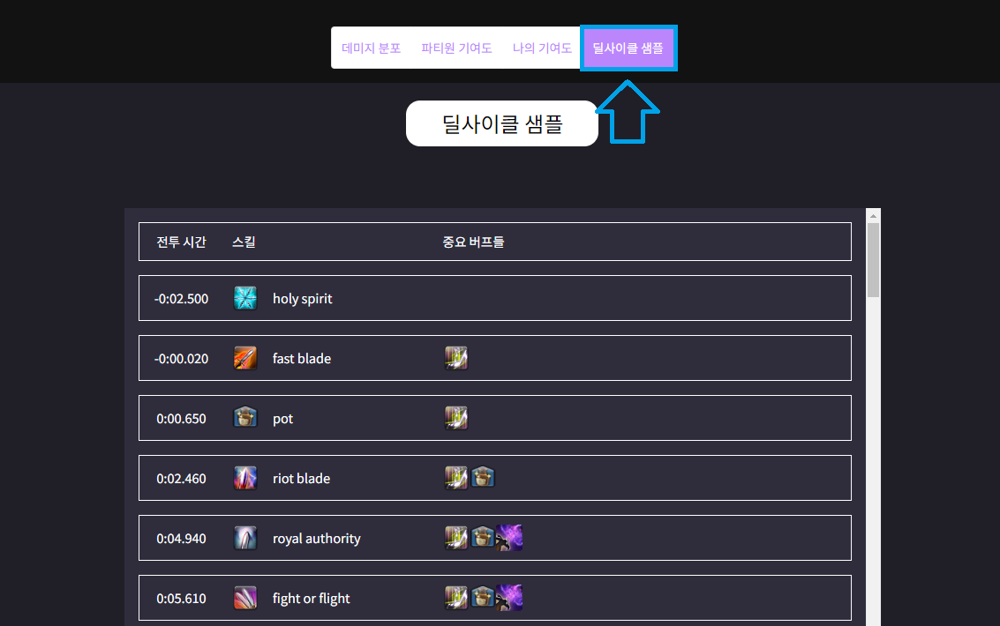 데미지 분포 파티원 기여도 나의 기여도 딜사이클 샘플
딜사이클 샘플
전투 시간 스킬 중요 버프들
-0:02.500 holy spirit
-0:00.020 fast blade
0:00.650 pot
0:02.460 riot blade
0:04.940 royal authority
0:05.610 fight or flight